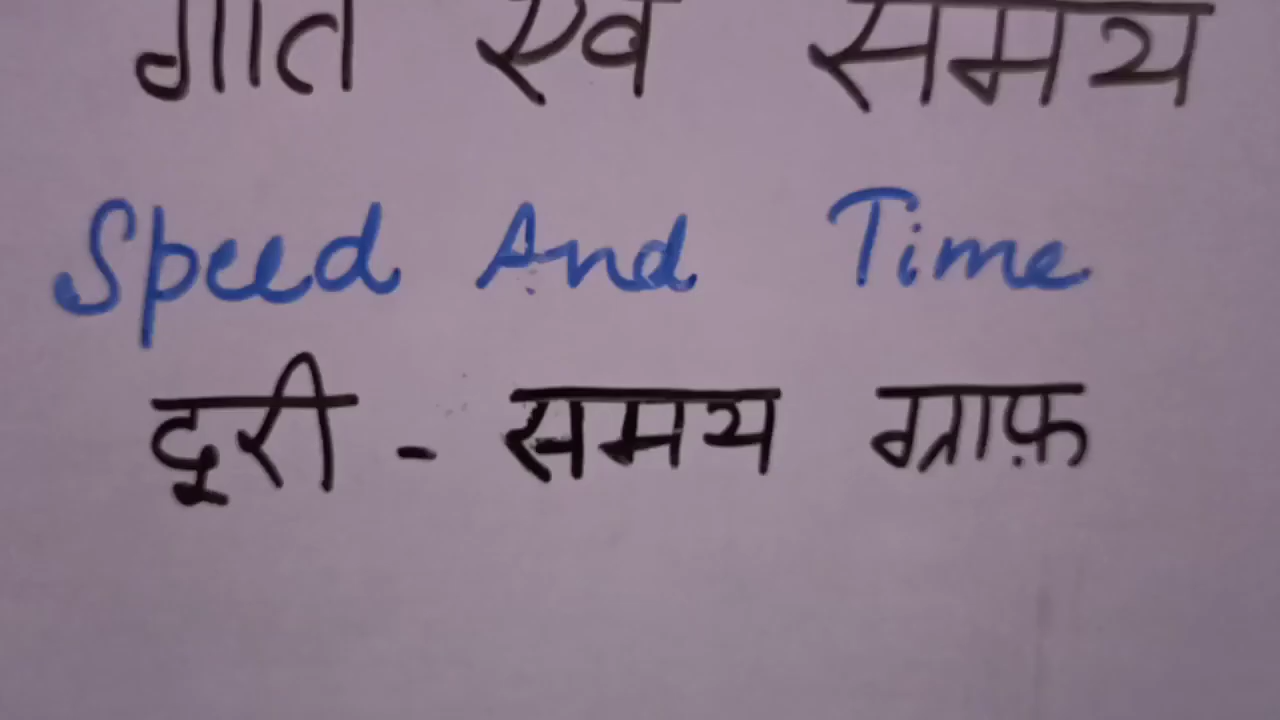 गति एवं समय
Speed And Time
दूरी - समय ग्राफ़